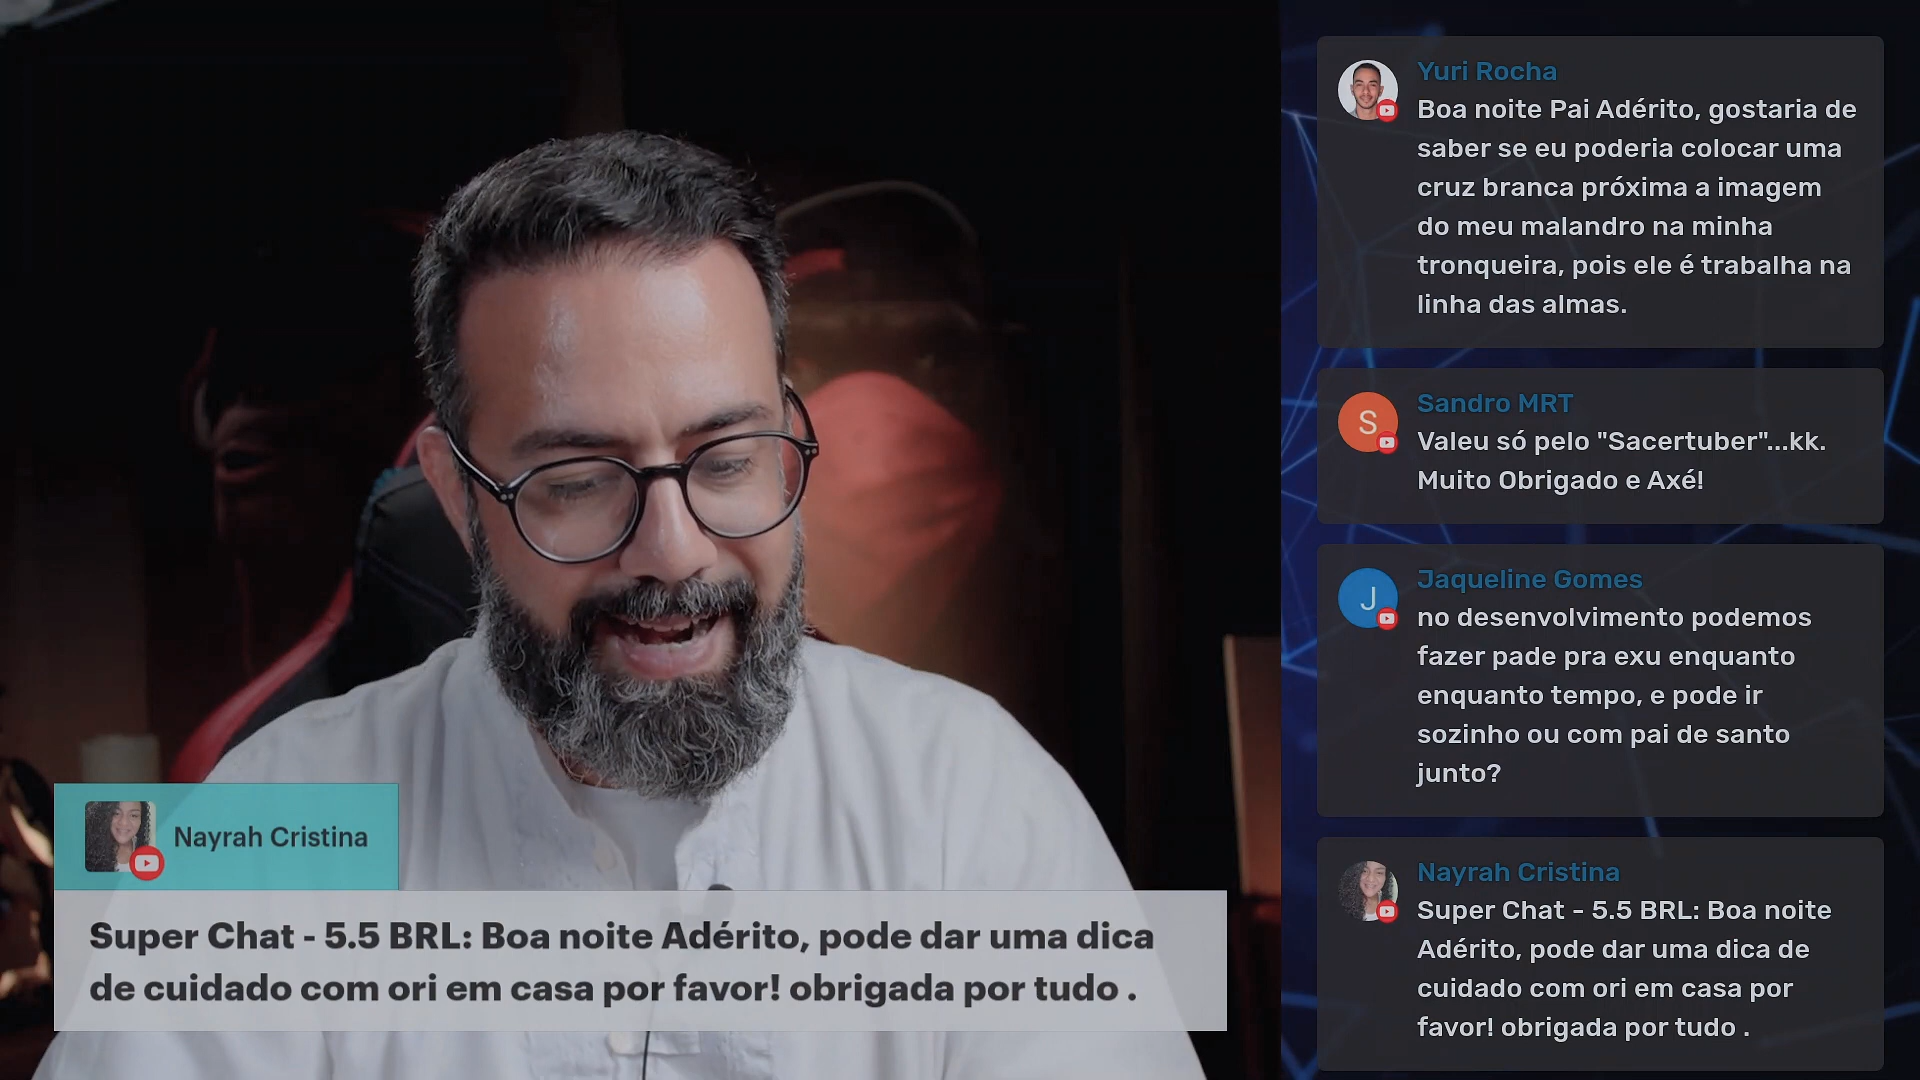 Yuri Rocha
Boa noite Pai Adérito, gostaria de
saber se eu poderia colocar uma
cruz branca próxima a imagem
do meu malandro na minha
tronqueira, pois ele é trabalha na
linha das almas.
S
Sandro MRT
Valeu só pelo "Sacertuber"...kk.
Muito Obrigado e Axé!
J
Jaqueline Gomes
no desenvolvimento podemos
fazer pade pra exu enquanto
enquanto tempo, e pode ir
sozinho ou com pai de santo
junto?
Nayrah Cristina
Super Chat - 5.5 BRL: Boa noite
Adérito, pode dar uma dica de
cuidado com ori em casa por
favor! obrigada por tudo .
Nayrah Cristina
Super Chat - 5.5 BRL: Boa noite Adérito, pode dar uma dica
de cuidado com ori em casa por favor! obrigada por tudo .